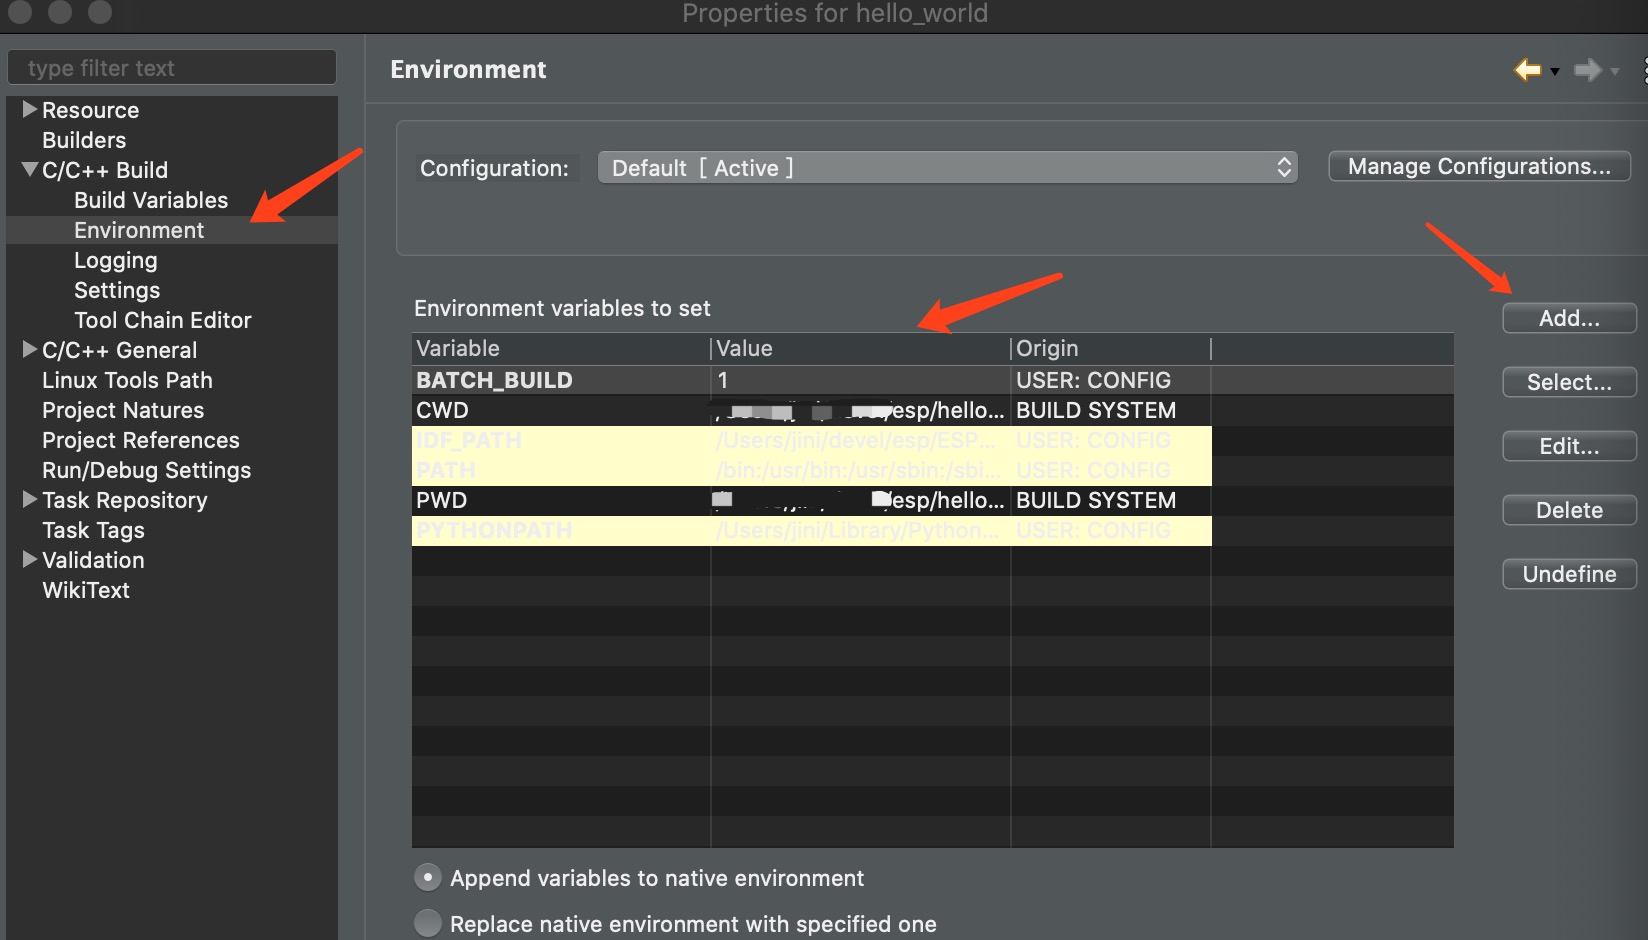 Properties for hello_world
type filter text
Resource
Builders
C/C++ Build
Build Variables
Environment
Logging
Settings
Tool Chain Editor
C/C++ General
Linux Tools Path
Project Natures
Project References
Run/Debug Settings
Task Repository
Task Tags
Validation
WikiText
Environment
Configuration: Default [ Active ] Manage Configurations...
Environment variables to set
Variable Value Origin
BATCH_BUILD 1 USER: CONFIG
CWD /esp/hello... BUILD SYSTEM
IDF_PATH /Users/jini/devel/esp/ESP... USER: CONFIG
PATH /bin:/usr/bin:/usr/sbin:/sbi... USER: CONFIG
PWD /esp/hello... BUILD SYSTEM
PYTHONPATH /Users/jini/Library/Python... USER: CONFIG
Add...
Select...
Edit...
Delete
Undefine
Append variables to native environment
Replace native environment with specified one